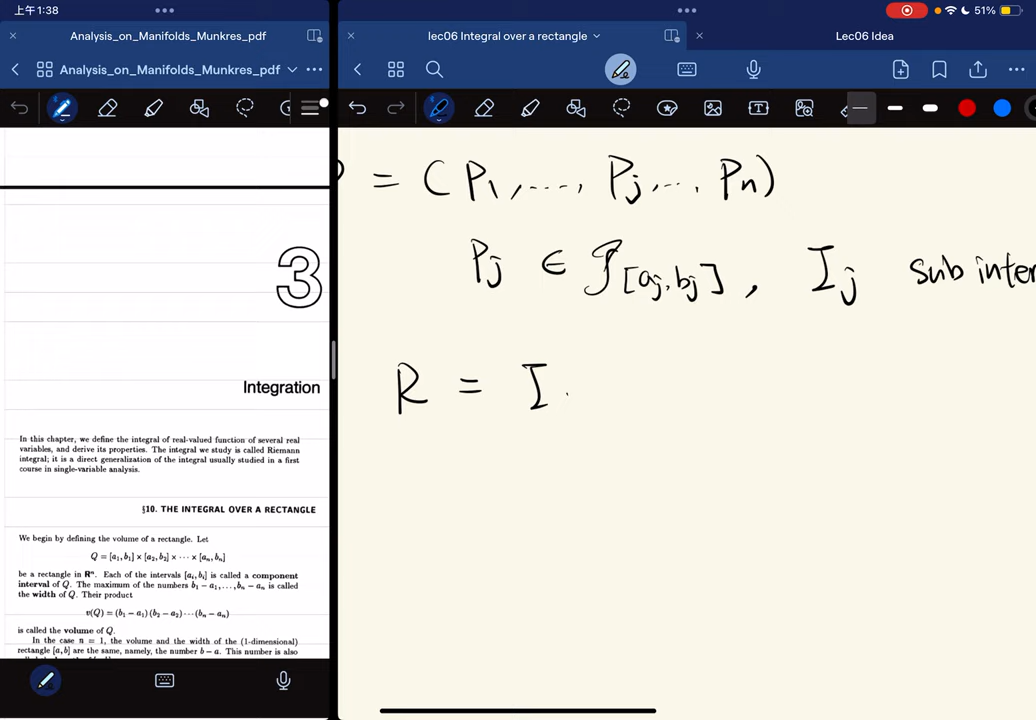 上午1:38
51%
Analysis_on_Manifolds_Munkres_pdf
lec06 Integral over a rectangle
Lec06 Idea
Analysis_on_Manifolds_Munkres_pdf
3
Integration
In this chapter, we define the integral of real-valued function of several real
variables, and derive its properties. The integral we study is called Riemann
integral; it is a direct generalization of the integral usually studied in a first
course in single-variable analysis.
§10. THE INTEGRAL OVER A RECTANGLE
We begin by defining the volume of a rectangle. Let
Q = [a₁,b₁] × [a₂,b₂] × ··· × [aₙ,bₙ]
be a rectangle in Rⁿ. Each of the intervals [aᵢ,bᵢ] is called a component
interval of Q. The maximum of the numbers b₁ − a₁,...,bₙ − aₙ is called
the width of Q. Their product
v(Q) = (b₁ − a₁)(b₂ − a₂)···(bₙ − aₙ)
is called the volume of Q.
In the case n = 1, the volume and the width of the (1-dimensional)
rectangle [a,b] are the same, namely, the number b − a. This number is also
= (P₁,...., Pⱼ,..., Pₙ)
Pⱼ ∈ 𝒫[aⱼ,bⱼ], Iⱼ sub inter
R = I